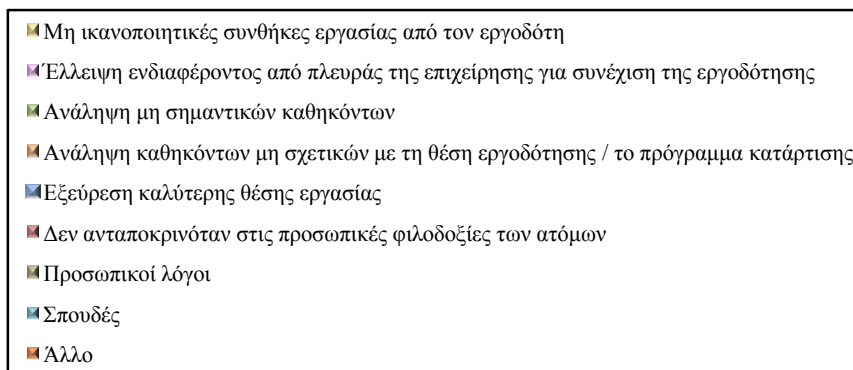 Μη ικανοποιητικές συνθήκες εργασίας από τον εργοδότη
Έλλειψη ενδιαφέροντος από πλευράς της επιχείρησης για συνέχιση της εργοδότησης
Ανάληψη μη σημαντικών καθηκόντων
Ανάληψη καθηκόντων μη σχετικών με τη θέση εργοδότησης / το πρόγραμμα κατάρτισης
Εξεύρεση καλύτερης θέσης εργασίας
Δεν ανταποκρινόταν στις προσωπικές φιλοδοξίες των ατόμων
Προσωπικοί λόγοι
Σπουδές
Άλλο